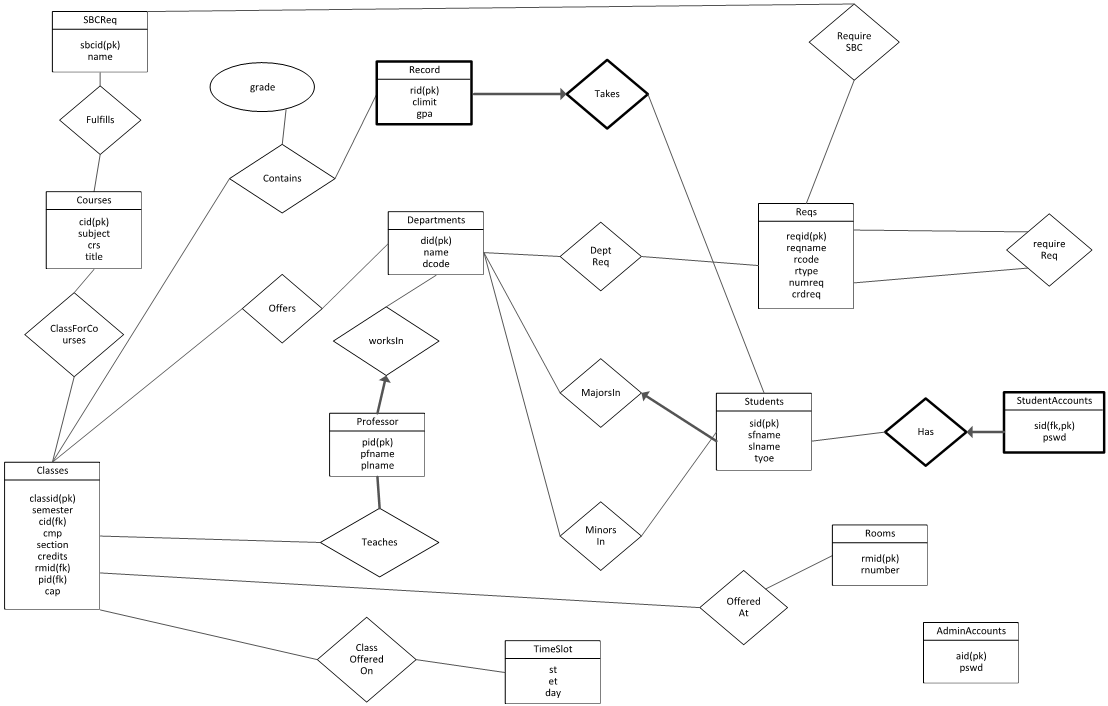 SBCReq
sbcid(pk)
name
Require
SBC
grade
Record
rid(pk)
climit
gpa
Takes
Fulfills
Contains
Courses
cid(pk)
subject
crs
title
Departments
did(pk)
name
dcode
Dept
Req
Reqs
reqid(pk)
reqname
rcode
rtype
numreq
crdreq
require
Req
Offers
ClassForCo
urses
worksIn
MajorsIn
Students
sid(pk)
sfname
slname
tyoe
Has
StudentAccounts
sid(fk,pk)
pswd
Professor
pid(pk)
pfname
plname
Classes
classid(pk)
semester
cid(fk)
cmp
section
credits
rmid(fk)
pid(fk)
cap
Teaches
Minors
In
Rooms
rmid(pk)
rnumber
Offered
At
Class
Offered
On
TimeSlot
st
et
day
AdminAccounts
aid(pk)
pswd